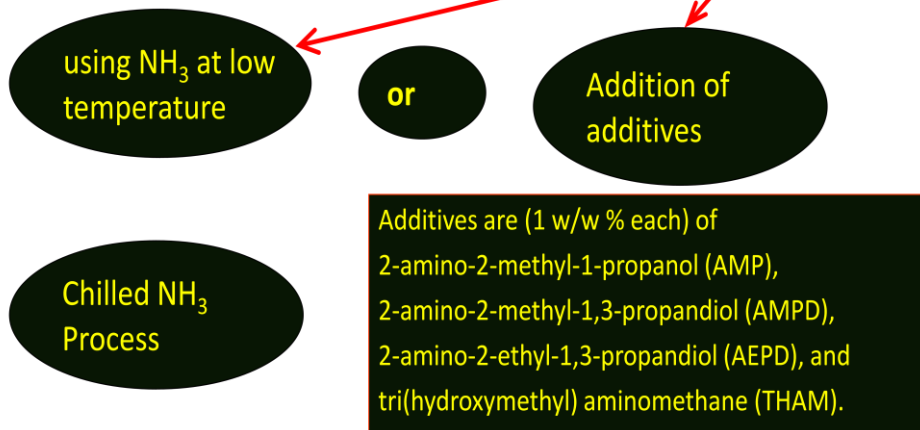 using NH₃ at low
temperature
or
Addition of
additives
Chilled NH₃
Process
Additives are (1 w/w % each) of
2-amino-2-methyl-1-propanol (AMP),
2-amino-2-methyl-1,3-propandiol (AMPD),
2-amino-2-ethyl-1,3-propandiol (AEPD), and
tri(hydroxymethyl) aminomethane (THAM).